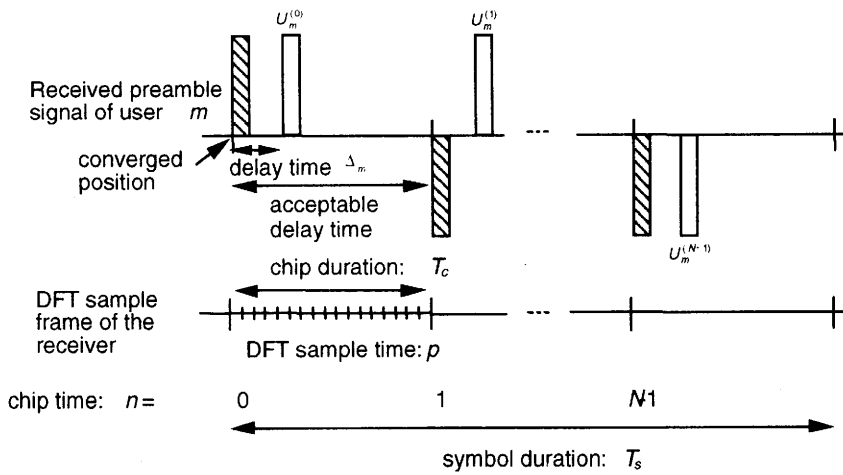 U_m^{(0)} U_m^{(1)}
Received preamble
signal of user m
...
converged
position
delay time Δ_m
acceptable
delay time
U_m^{(N-1)}
chip duration: T_c
DFT sample
frame of the
receiver
...
DFT sample time: p
chip time: n = 0 1 N-1
symbol duration: T_s